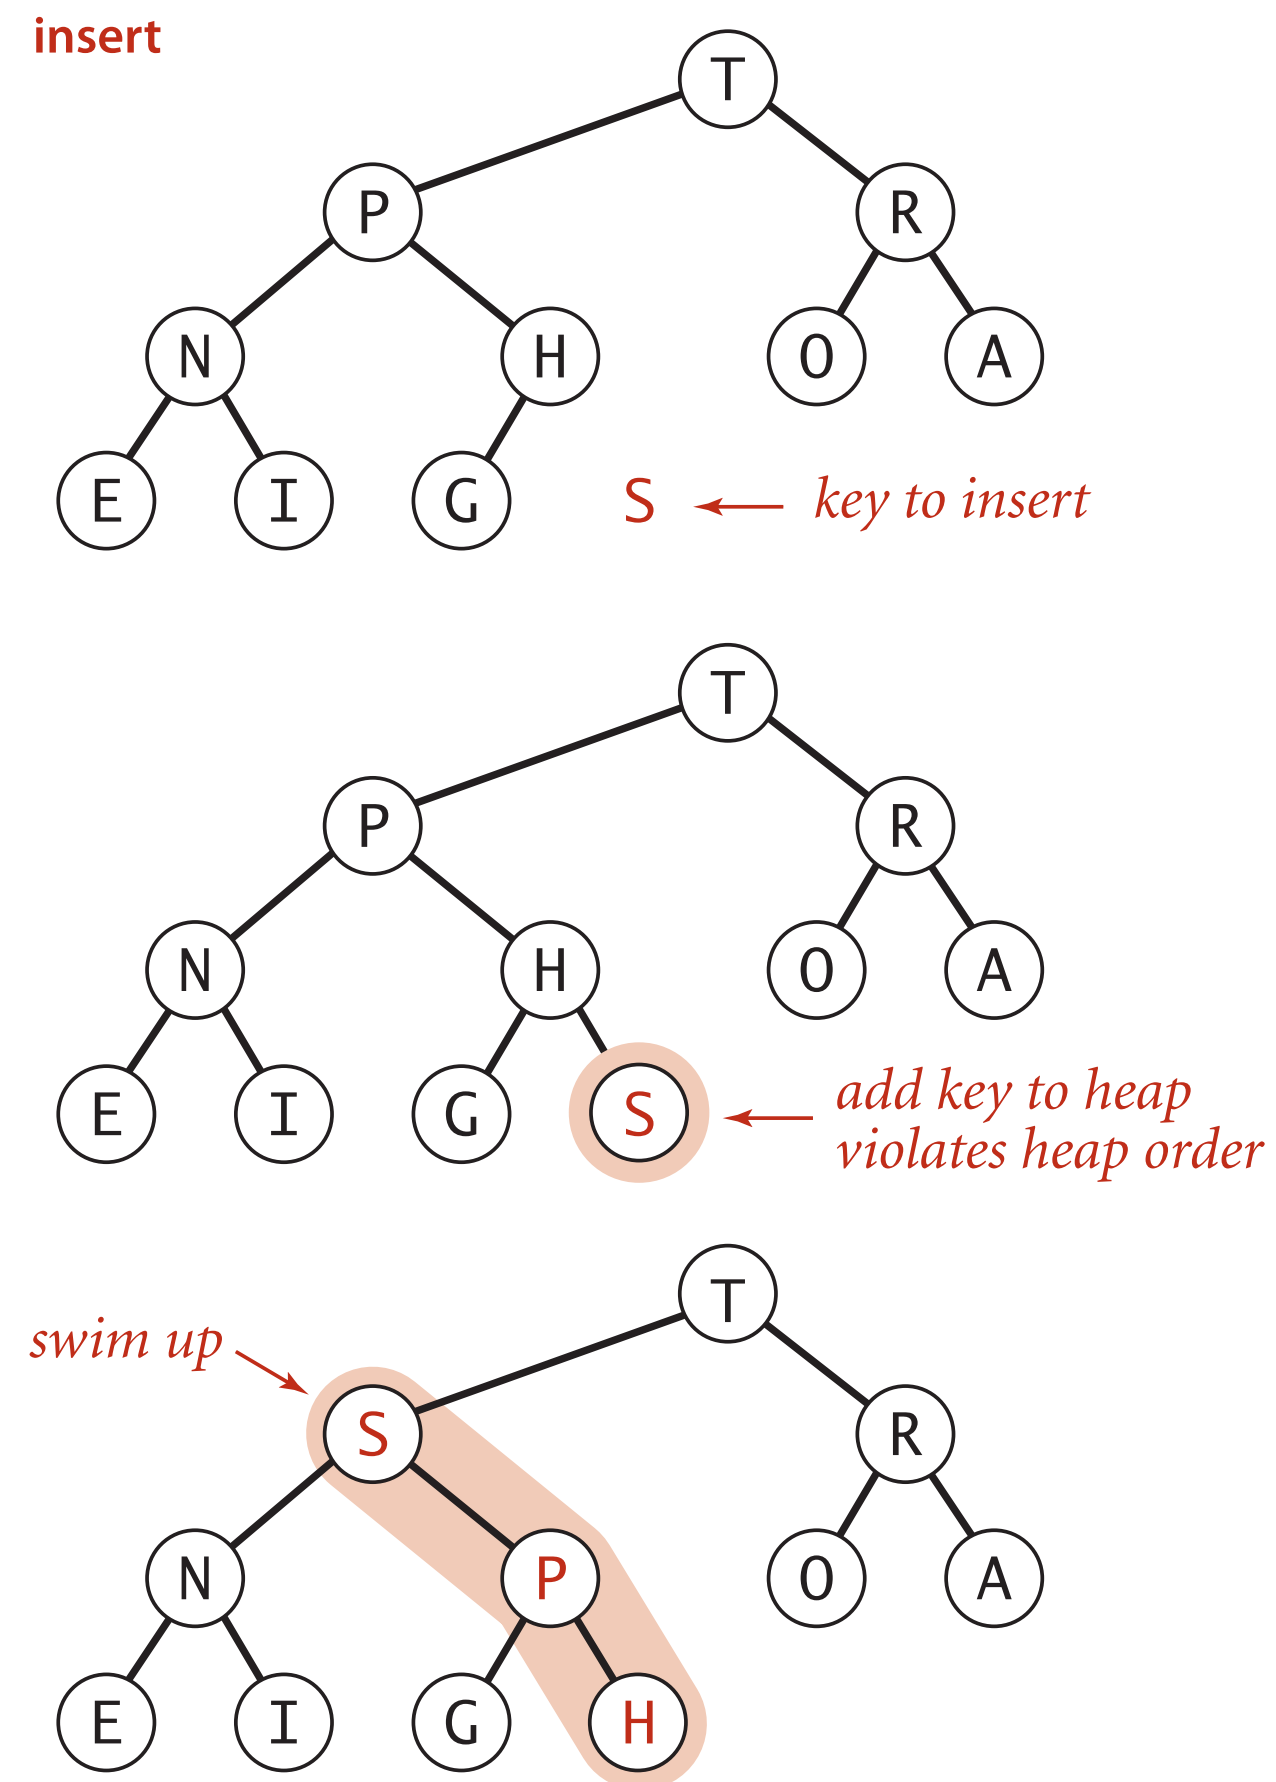 insert
T
P R
N H O A
E I G S key to insert
T
P R
N H O A
E I G S add key to heap
violates heap order
T
swim up
S R
N P O A
E I G H